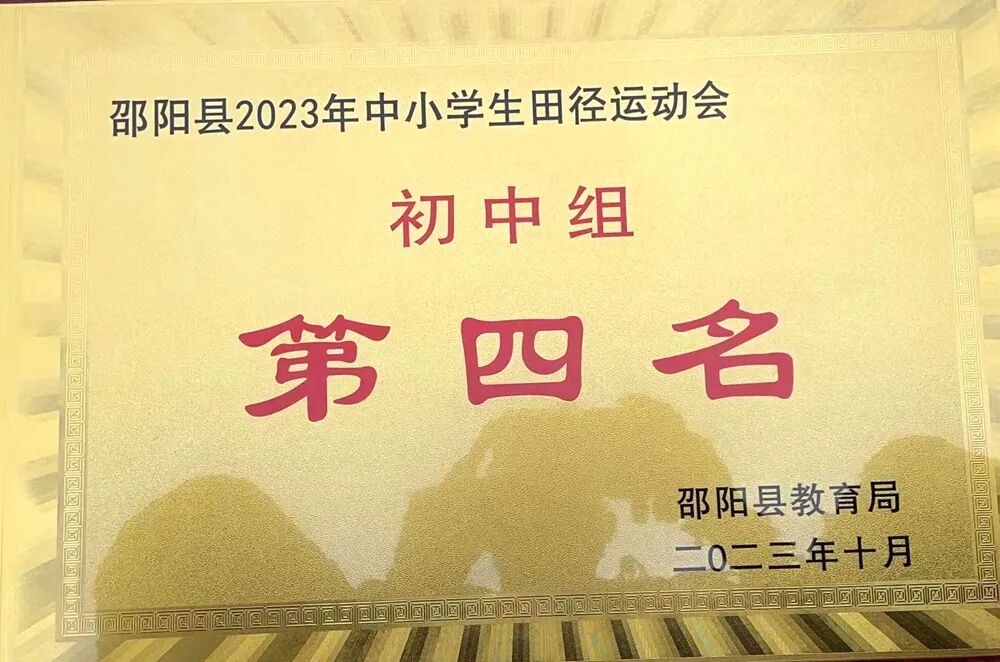 邵阳县2023年中小学生田径运动会
初中组
第四名
邵阳县教育局
二〇二三年十月